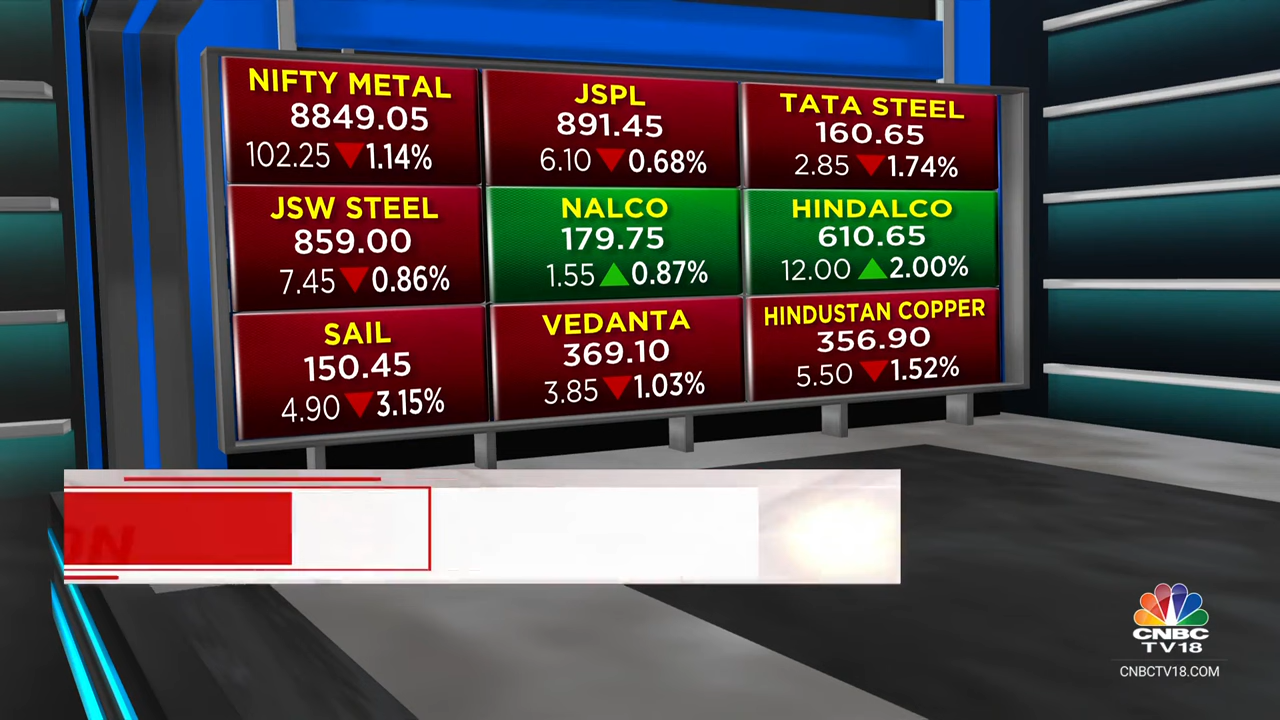 NIFTY METAL
8849.05
102.25 ▼ 1.14%
JSPL
891.45
6.10 ▼ 0.68%
TATA STEEL
160.65
2.85 ▼ 1.74%
JSW STEEL
859.00
7.45 ▼ 0.86%
NALCO
179.75
1.55 ▲ 0.87%
HINDALCO
610.65
12.00 ▲ 2.00%
SAIL
150.45
4.90 ▼ 3.15%
VEDANTA
369.10
3.85 ▼ 1.03%
HINDUSTAN COPPER
356.90
5.50 ▼ 1.52%
CNBC
TV18
CNBCTV18.COM